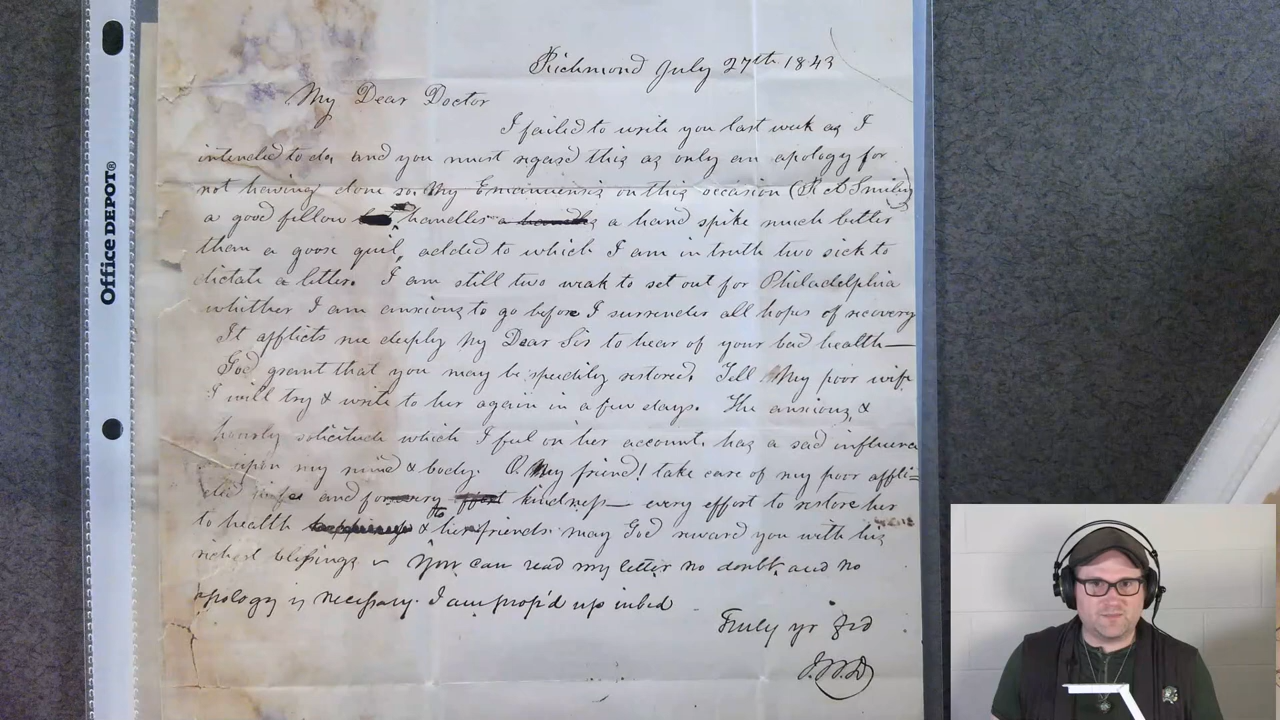 Office DEPOT®
Richmond July 27th 1843
My Dear Doctor
I failed to write you last week as I
intended to do, and you must regard this as only an apology for
not having done so. My Emanuensis on this occasion (R A Smiley)
a good fellow handles a hand spike much better
than a goose quil, added to which I am in truth two sick to
dictate a letter. I am still two weak to set out for Philadelphia
whither I am anxious to go before I surrender all hopes of recovery
It afflicts me deeply My Dear Sir to hear of your bad health—
God grant that you may be speedily restored. Tell My poor wife
I will try & write to her again in a few days. The anxious &
hourly solicitude which I feel on her account, has a sad influence
upon my mind & body. O. My friend! take care of my poor affli=
cted wife and for every kindness— every effort to restore her
to health & to her friends may God reward you with his
richest blessings You can read my letter no doubt and no
apology is necessary. I am prop'd up in bed
Truly yr frd